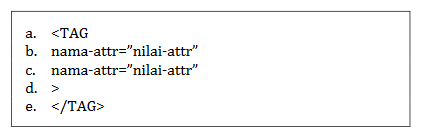 a. <TAG
b. nama-attr=”nilai-attr”
c. nama-attr=”nilai-attr”
d. >
e. </TAG>